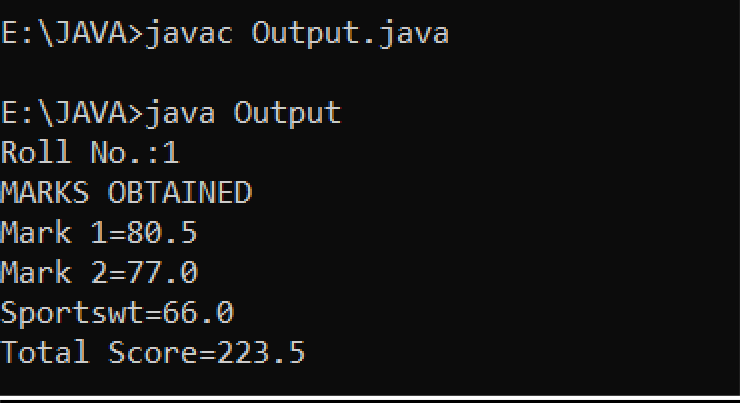 E:\JAVA>javac Output.java
E:\JAVA>java Output
Roll No.:1
MARKS OBTAINED
Mark 1=80.5
Mark 2=77.0
Sportswt=66.0
Total Score=223.5